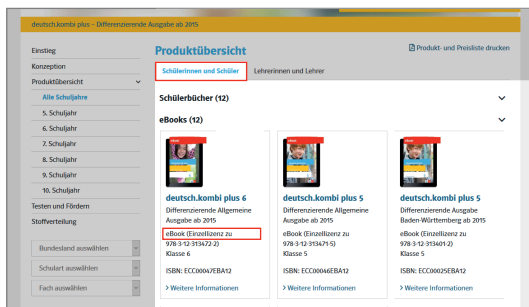 deutsch.kombi plus – Differenzierende Ausgabe ab 2015
Einstieg
Konzeption
Produktübersicht
Alle Schuljahre
5. Schuljahr
6. Schuljahr
7. Schuljahr
8. Schuljahr
9. Schuljahr
10. Schuljahr
Testen und Fördern
Stoffverteilung
Bundesland auswählen
Schulart auswählen
Fach auswählen
Produktübersicht
Produkt- und Preisliste drucken
Schülerinnen und Schüler
Lehrerinnen und Lehrer
Schülerbücher (12)
eBooks (12)
deutsch.kombi plus 6
Differenzierende Allgemeine
Ausgabe ab 2015
eBook (Einzellizenz zu
978-3-12-313472-2)
Klasse 6
ISBN: ECC00047EBA12
> Weitere Informationen
deutsch.kombi plus 5
Differenzierende Allgemeine
Ausgabe ab 2015
eBook (Einzellizenz zu
978-3-12-313471-5)
Klasse 5
ISBN: ECC00046EBA12
> Weitere Informationen
deutsch.kombi plus 5
Differenzierende Ausgabe
Baden-Württemberg ab 2015
eBook (Einzellizenz zu
978-3-12-313401-2)
Klasse 5
ISBN: ECC00025EBA12
> Weitere Informationen